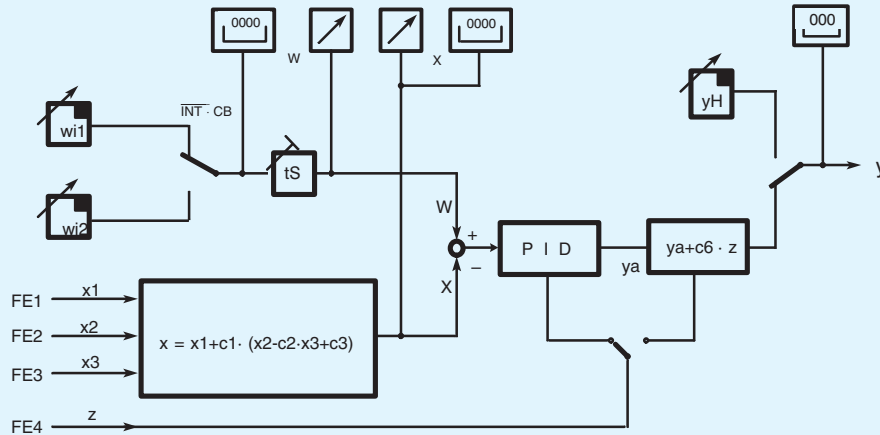 0000
w
x
0000
000
wi1
INT · CB
yH
tS
y
wi2
W
+
−
X
P I D
ya
ya+c6 · z
FE1
x1
FE2
x2
FE3
x3
x = x1+c1· (x2-c2·x3+c3)
FE4
z